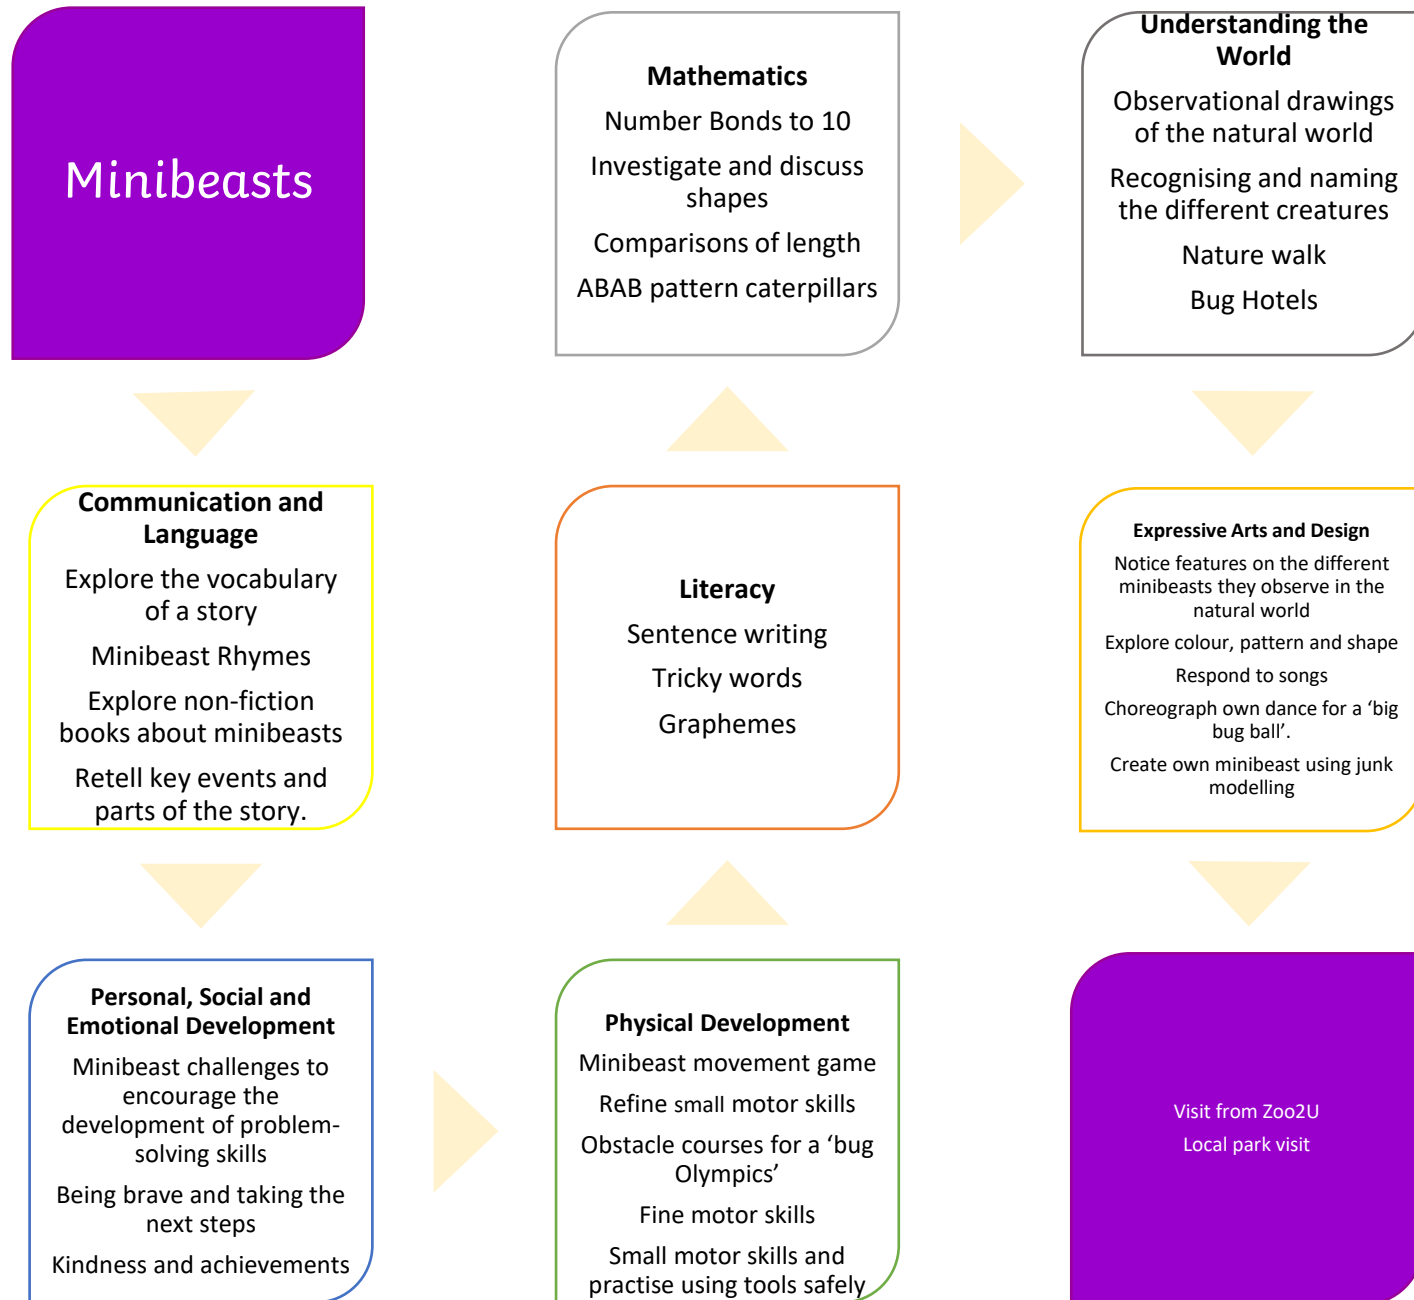 Minibeasts
Communication and
Language
Explore the vocabulary
of a story
Minibeast Rhymes
Explore non-fiction
books about minibeasts
Retell key events and
parts of the story.
Personal, Social and
Emotional Development
Minibeast challenges to
encourage the
development of problem-
solving skills
Being brave and taking the
next steps
Kindness and achievements
Physical Development
Minibeast movement game
Refine small motor skills
Obstacle courses for a ‘bug
Olympics’
Fine motor skills
Small motor skills and
practise using tools safely
Literacy
Sentence writing
Tricky words
Graphemes
Mathematics
Number Bonds to 10
Investigate and discuss
shapes
Comparisons of length
ABAB pattern caterpillars
Understanding the
World
Observational drawings
of the natural world
Recognising and naming
the different creatures
Nature walk
Bug Hotels
Expressive Arts and Design
Notice features on the different
minibeasts they observe in the
natural world
Explore colour, pattern and shape
Respond to songs
Choreograph own dance for a ‘big
bug ball’.
Create own minibeast using junk
modelling
Visit from Zoo2U
Local park visit